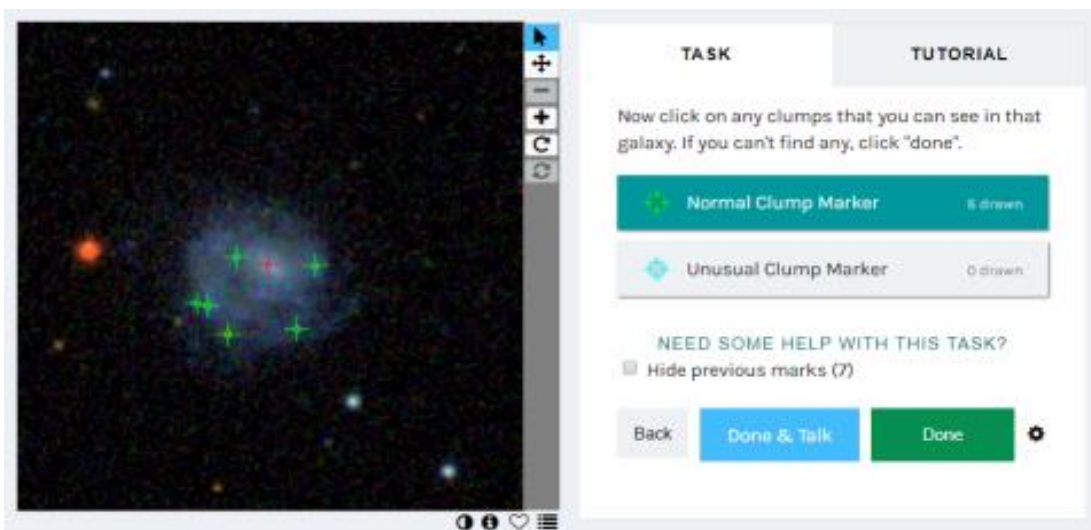 TASK
TUTORIAL
Now click on any clumps that you can see in that
galaxy. If you can't find any, click "done".
Normal Clump Marker 6 drawn
Unusual Clump Marker 0 drawn
NEED SOME HELP WITH THIS TASK?
Hide previous marks (7)
Back
Done & Talk
Done